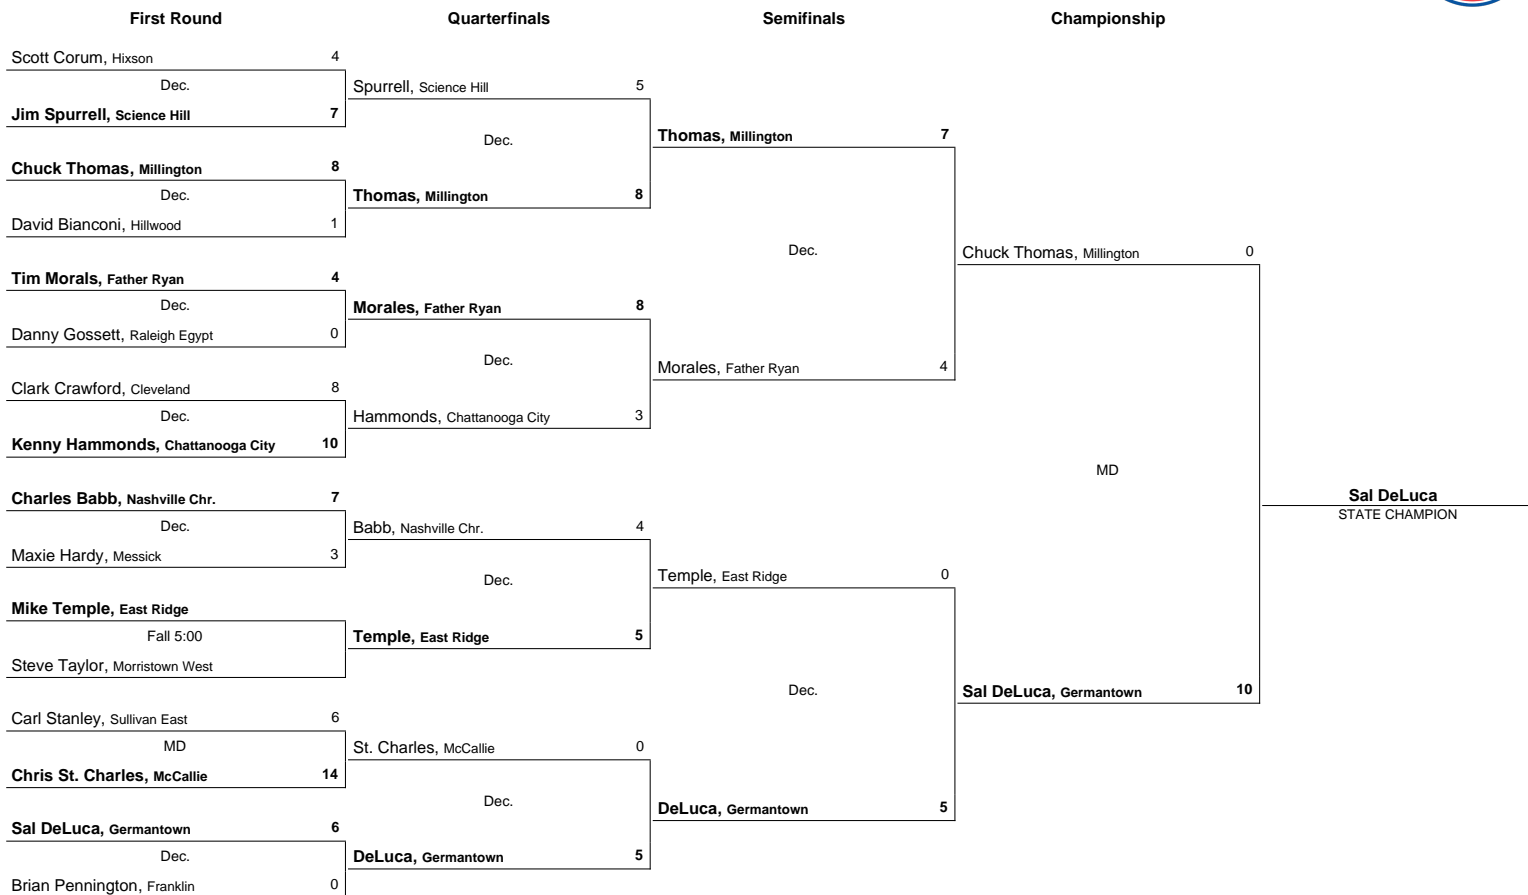 First Round Quarterfinals Semifinals Championship
Scott Corum, Hixson 4
Dec.
Jim Spurrell, Science Hill 7
Chuck Thomas, Millington 8
Dec.
David Bianconi, Hillwood 1
Tim Morals, Father Ryan 4
Dec.
Danny Gossett, Raleigh Egypt 0
Clark Crawford, Cleveland 8
Dec.
Kenny Hammonds, Chattanooga City 10
Charles Babb, Nashville Chr. 7
Dec.
Maxie Hardy, Messick 3
Mike Temple, East Ridge
Fall 5:00
Steve Taylor, Morristown West
Carl Stanley, Sullivan East 6
MD
Chris St. Charles, McCallie 14
Sal DeLuca, Germantown 6
Dec.
Brian Pennington, Franklin 0
Spurrell, Science Hill 5
Dec.
Thomas, Millington 8
Morales, Father Ryan 8
Dec.
Hammonds, Chattanooga City 3
Babb, Nashville Chr. 4
Dec.
Temple, East Ridge 5
St. Charles, McCallie 0
Dec.
DeLuca, Germantown 5
Thomas, Millington 7
Dec.
Morales, Father Ryan 4
Temple, East Ridge 0
Dec.
DeLuca, Germantown 5
Chuck Thomas, Millington 0
MD
Sal DeLuca, Germantown 10
Sal DeLuca
STATE CHAMPION